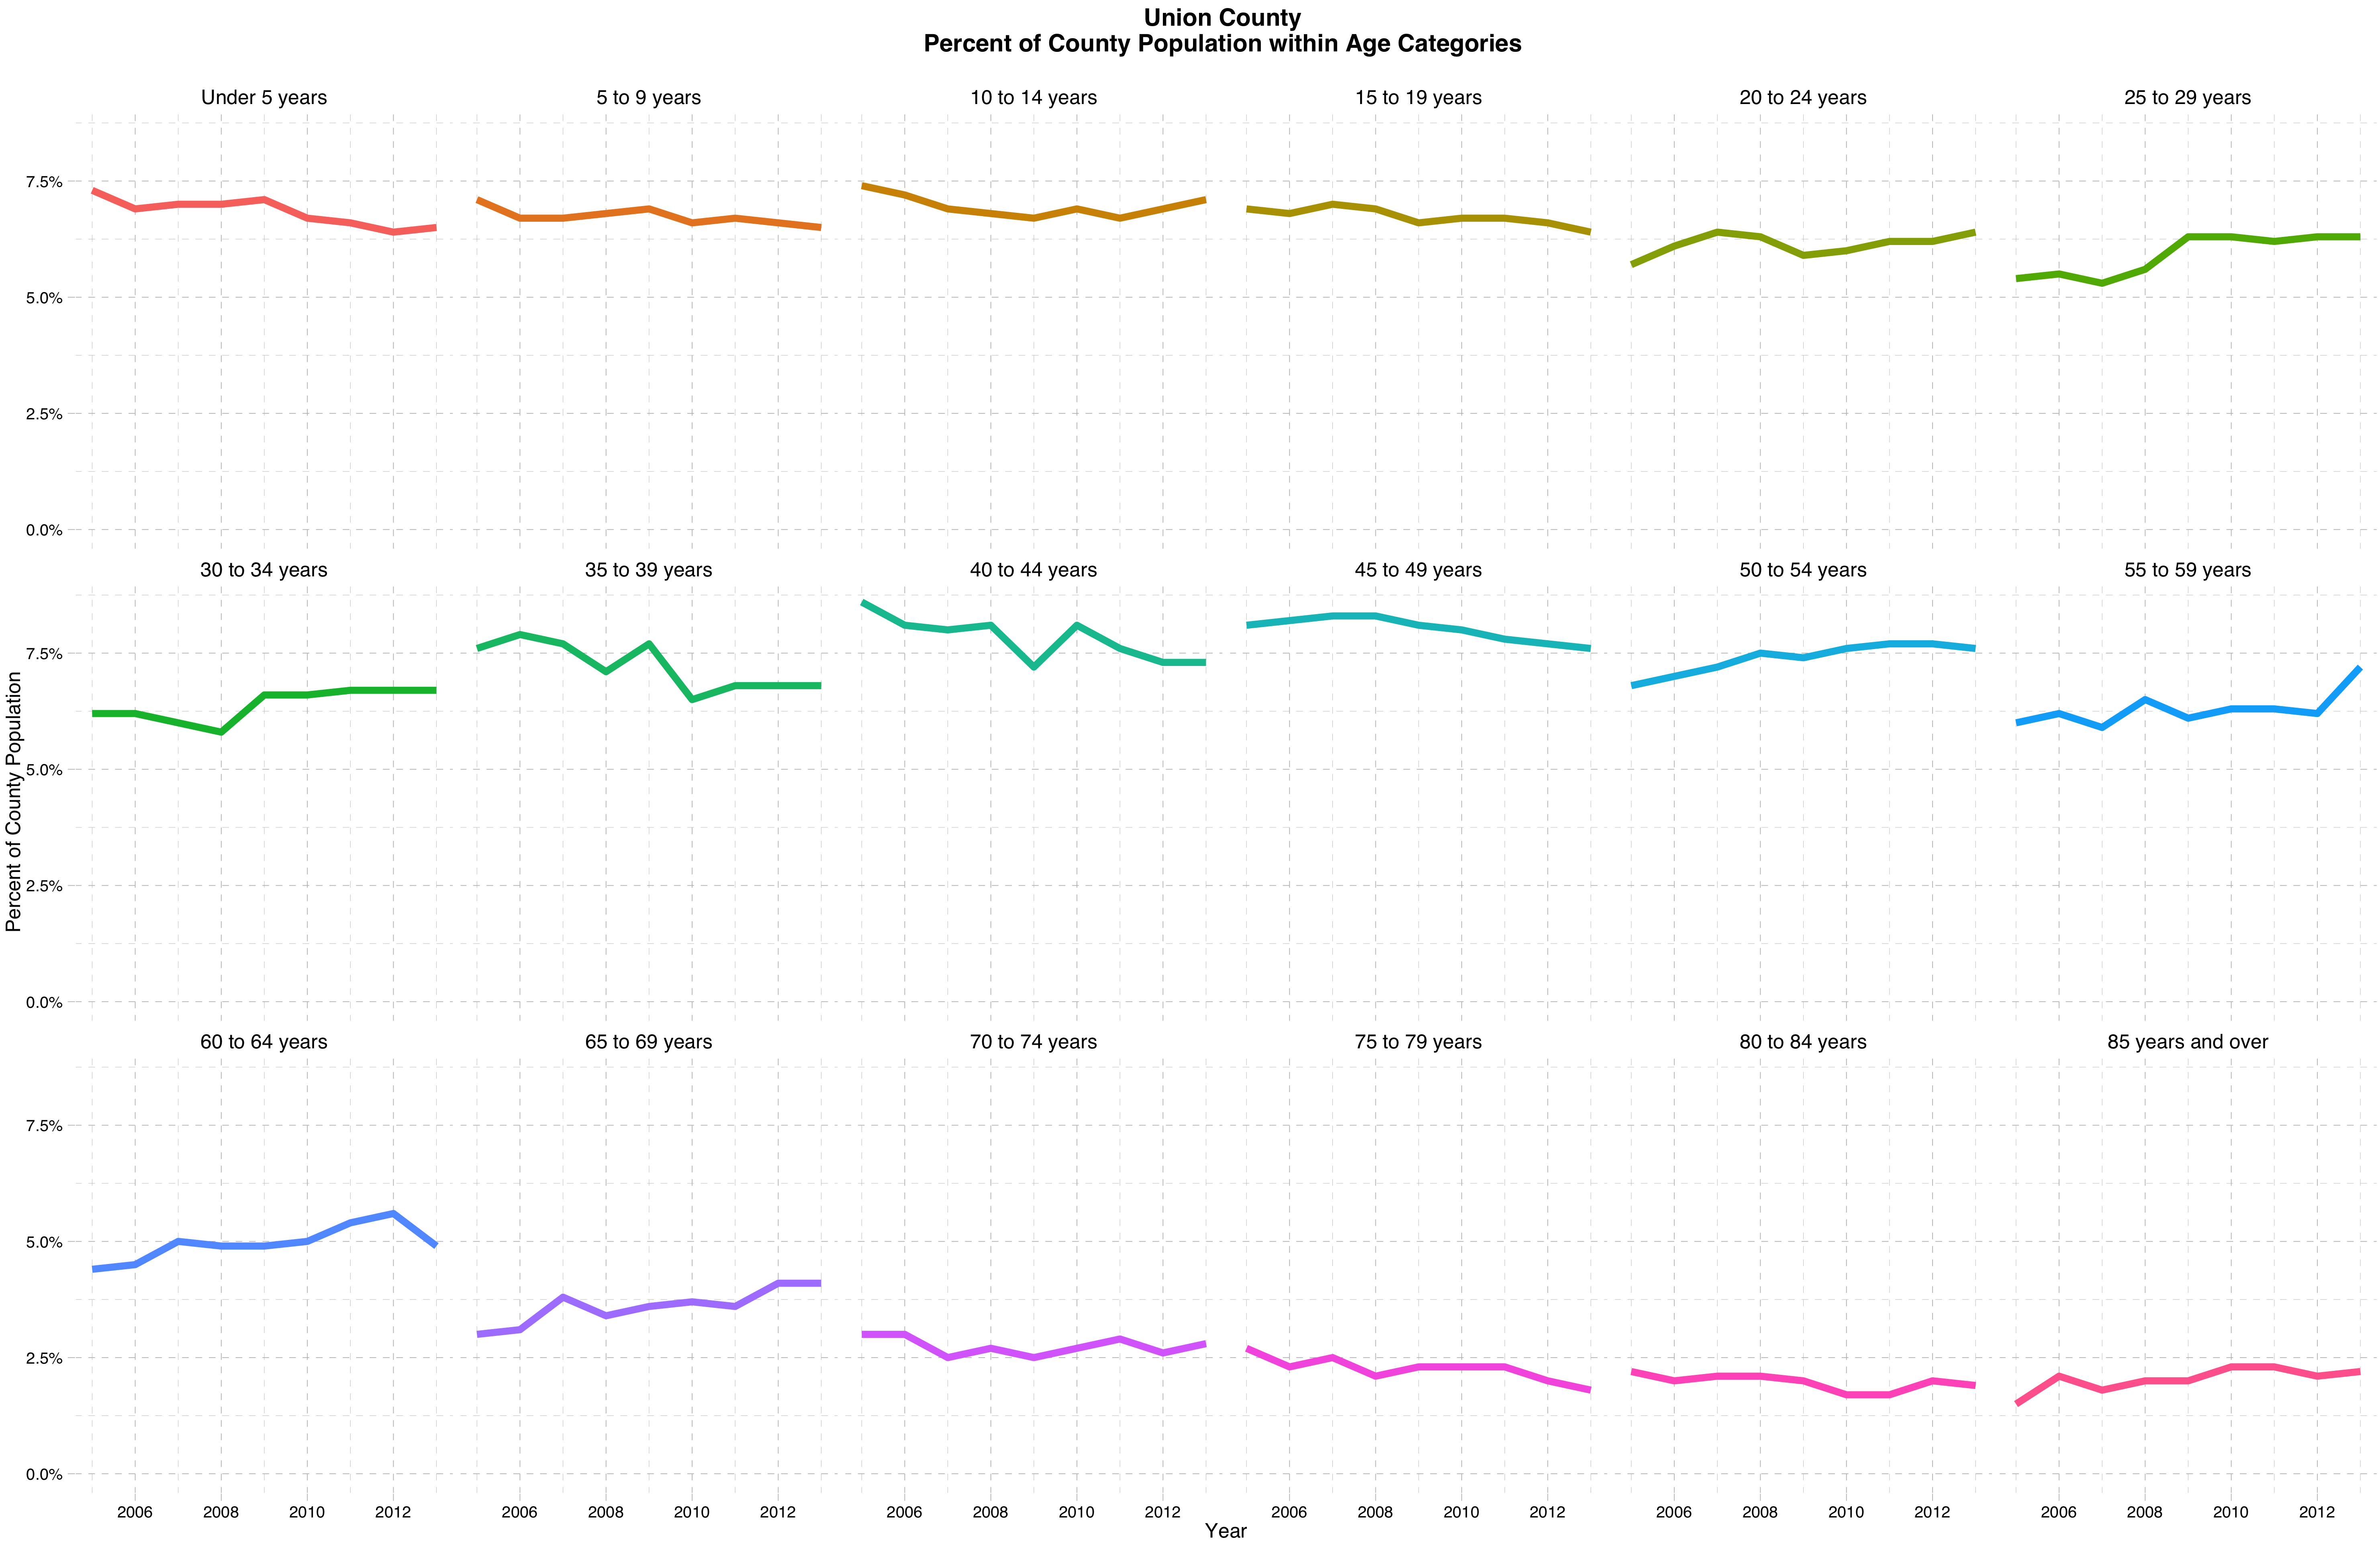 Union County
Percent of County Population within Age Categories
Under 5 years
5 to 9 years
10 to 14 years
15 to 19 years
20 to 24 years
25 to 29 years
7.5%
5.0%
2.5%
0.0%
30 to 34 years
35 to 39 years
40 to 44 years
45 to 49 years
50 to 54 years
55 to 59 years
7.5%
5.0%
2.5%
0.0%
Percent of County Population
60 to 64 years
65 to 69 years
70 to 74 years
75 to 79 years
80 to 84 years
85 years and over
7.5%
5.0%
2.5%
0.0%
2006 2008 2010 2012
2006 2008 2010 2012
2006 2008 2010 2012
2006 2008 2010 2012
2006 2008 2010 2012
2006 2008 2010 2012
Year